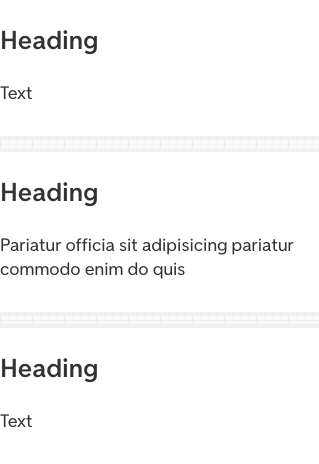 Heading
Text
Heading
Pariatur officia sit adipisicing pariatur
commodo enim do quis
Heading
Text